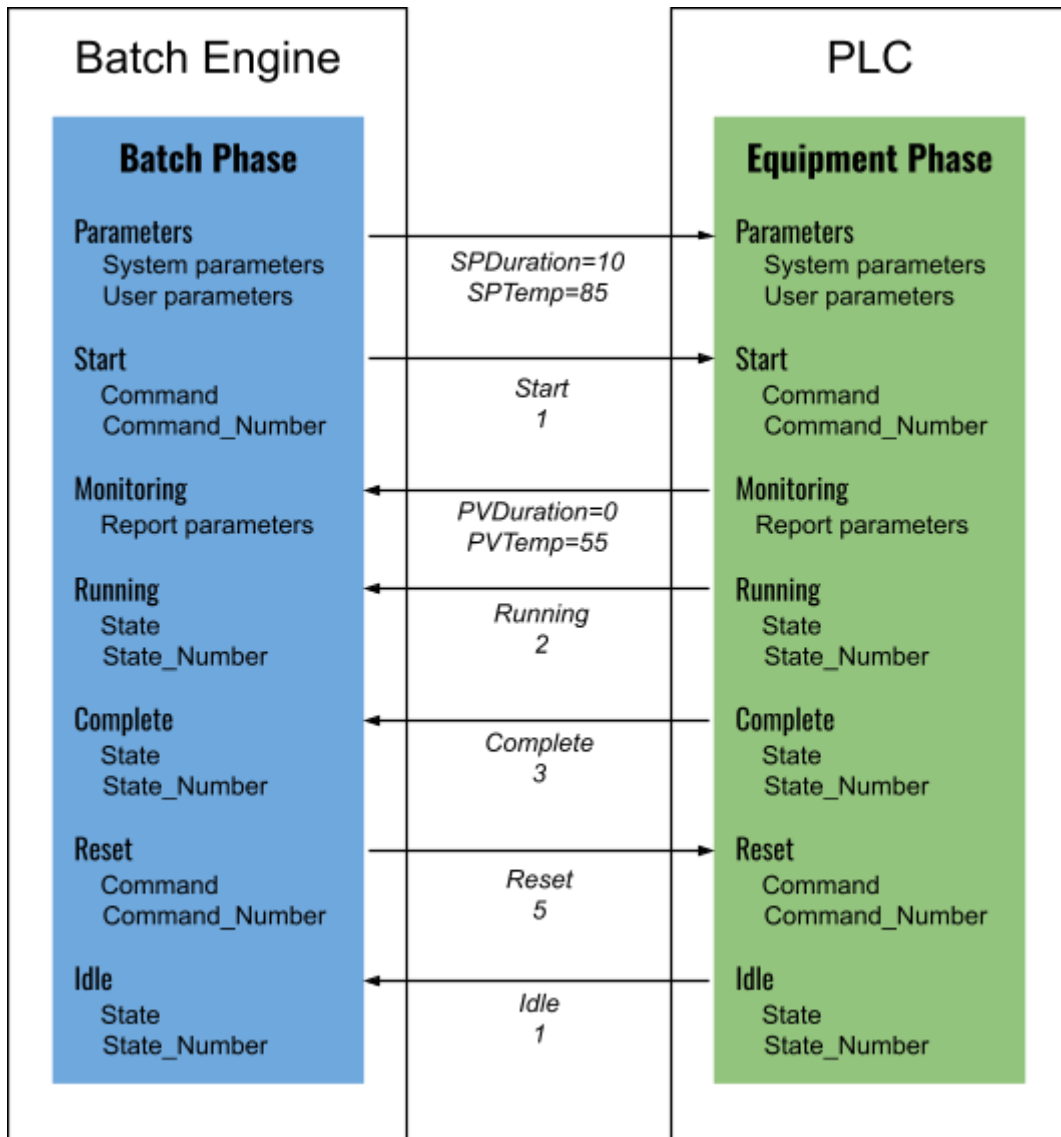 Batch Engine
PLC
Batch Phase
Equipment Phase
Parameters
System parameters
User parameters
SPDuration=10
SPTemp=85
Parameters
System parameters
User parameters
Start
Command
Command_Number
Start
1
Start
Command
Command_Number
Monitoring
Report parameters
PVDuration=0
PVTemp=55
Monitoring
Report parameters
Running
State
State_Number
Running
2
Running
State
State_Number
Complete
State
State_Number
Complete
3
Complete
State
State_Number
Reset
Command
Command_Number
Reset
5
Reset
Command
Command_Number
Idle
State
State_Number
Idle
1
Idle
State
State_Number